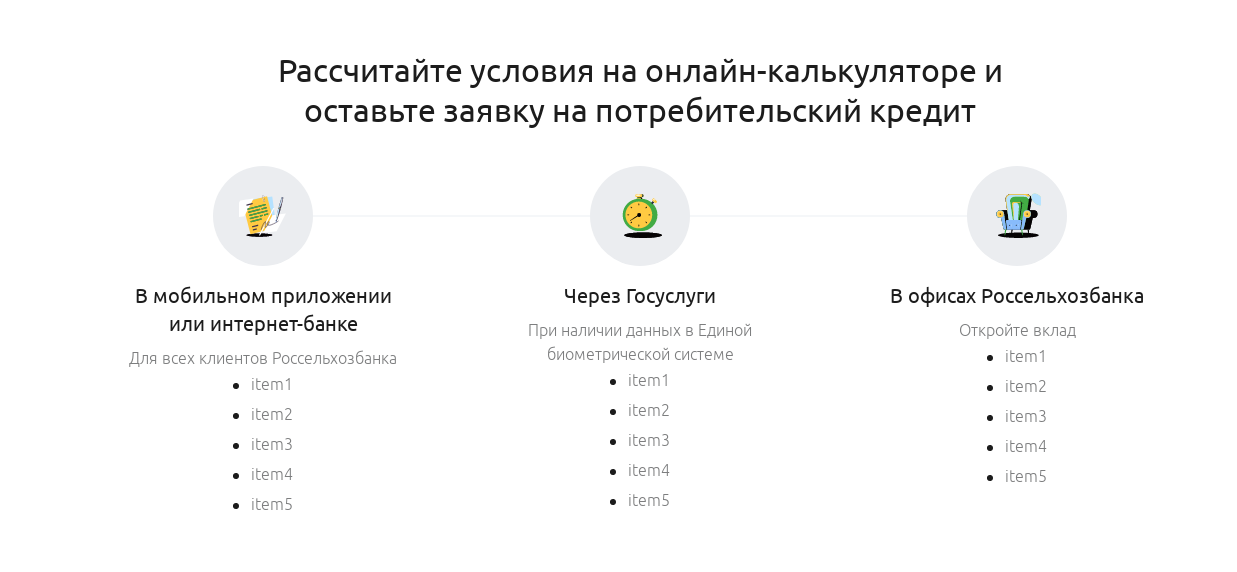 Рассчитайте условия на онлайн-калькуляторе и
оставьте заявку на потребительский кредит
В мобильном приложении
или интернет-банке
Для всех клиентов Россельхозбанка
item1
item2
item3
item4
item5
Через Госуслуги
При наличии данных в Единой
биометрической системе
item1
item2
item3
item4
item5
В офисах Россельхозбанка
Откройте вклад
item1
item2
item3
item4
item5